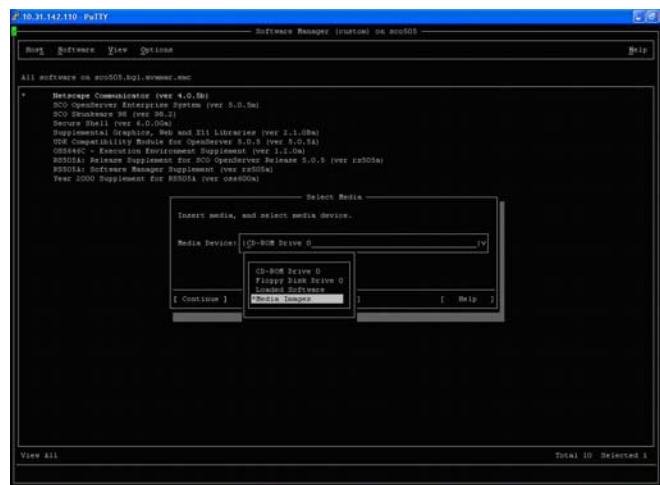 10.31.142.110 - PuTTY
Software Manager (custom) on sco505
Host Software View Options Help
All software on sco505.bgl.mvmwar.emc
* Netscape Communicator (ver 4.0.5b)
SCO OpenServer Enterprise System (ver 5.0.5m)
SCO Skunkware 98 (ver 98.2)
Secure Shell (ver 6.0.00a)
Supplemental Graphics, Web and X11 Libraries (ver 2.1.0Ba)
UDK Compatibility Module for OpenServer 5.0.5 (ver 5.0.5A)
OSS646C - Execution Environment Supplement (ver 1.2.0a)
RS505A: Release Supplement for SCO OpenServer Release 5.0.5 (ver rs505a)
RS505A: Software Manager Supplement (ver rs505a)
Year 2000 Supplement for RS505A (ver oss600a)
Select Media
Insert media, and select media device.
Media Device: [CD-ROM Drive 0 ]v
CD-ROM Drive 0
Floppy Disk Drive 0
Loaded Software
*Media Images
[ Continue ] ] [ Help ]
View All Total 10 Selected 1